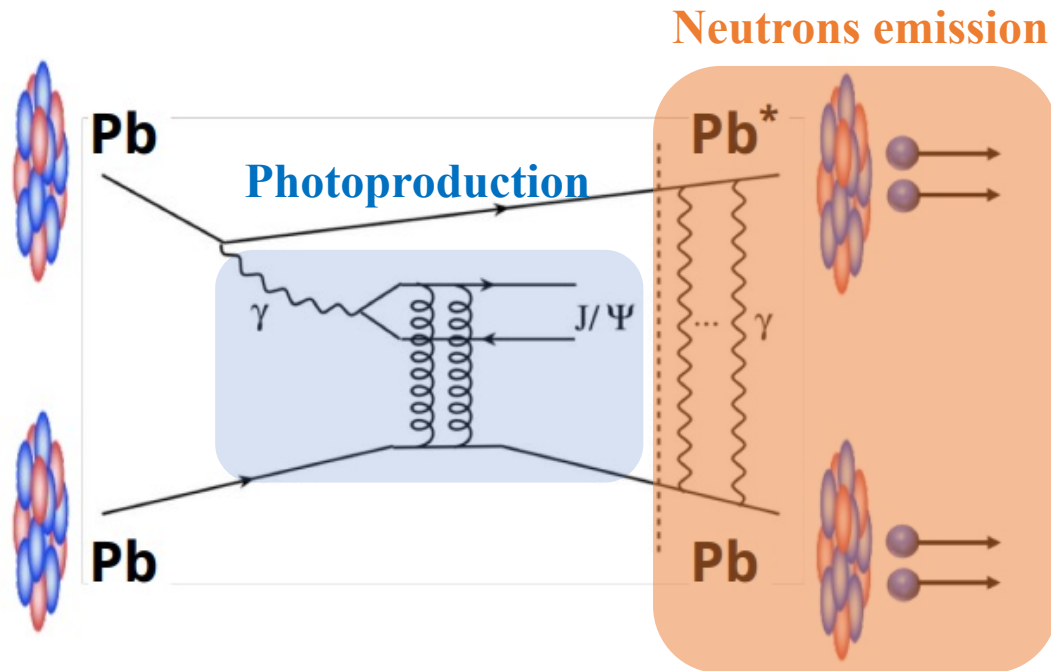 Neutrons emission
Pb
Pb*
Photoproduction
γ
J/Ψ
...
γ
Pb
Pb